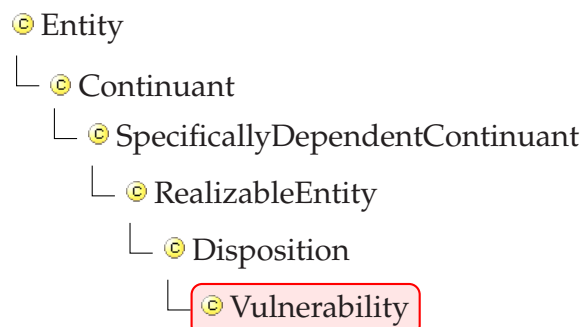 Entity
Continuant
SpecificallyDependentContinuant
RealizableEntity
Disposition
Vulnerability